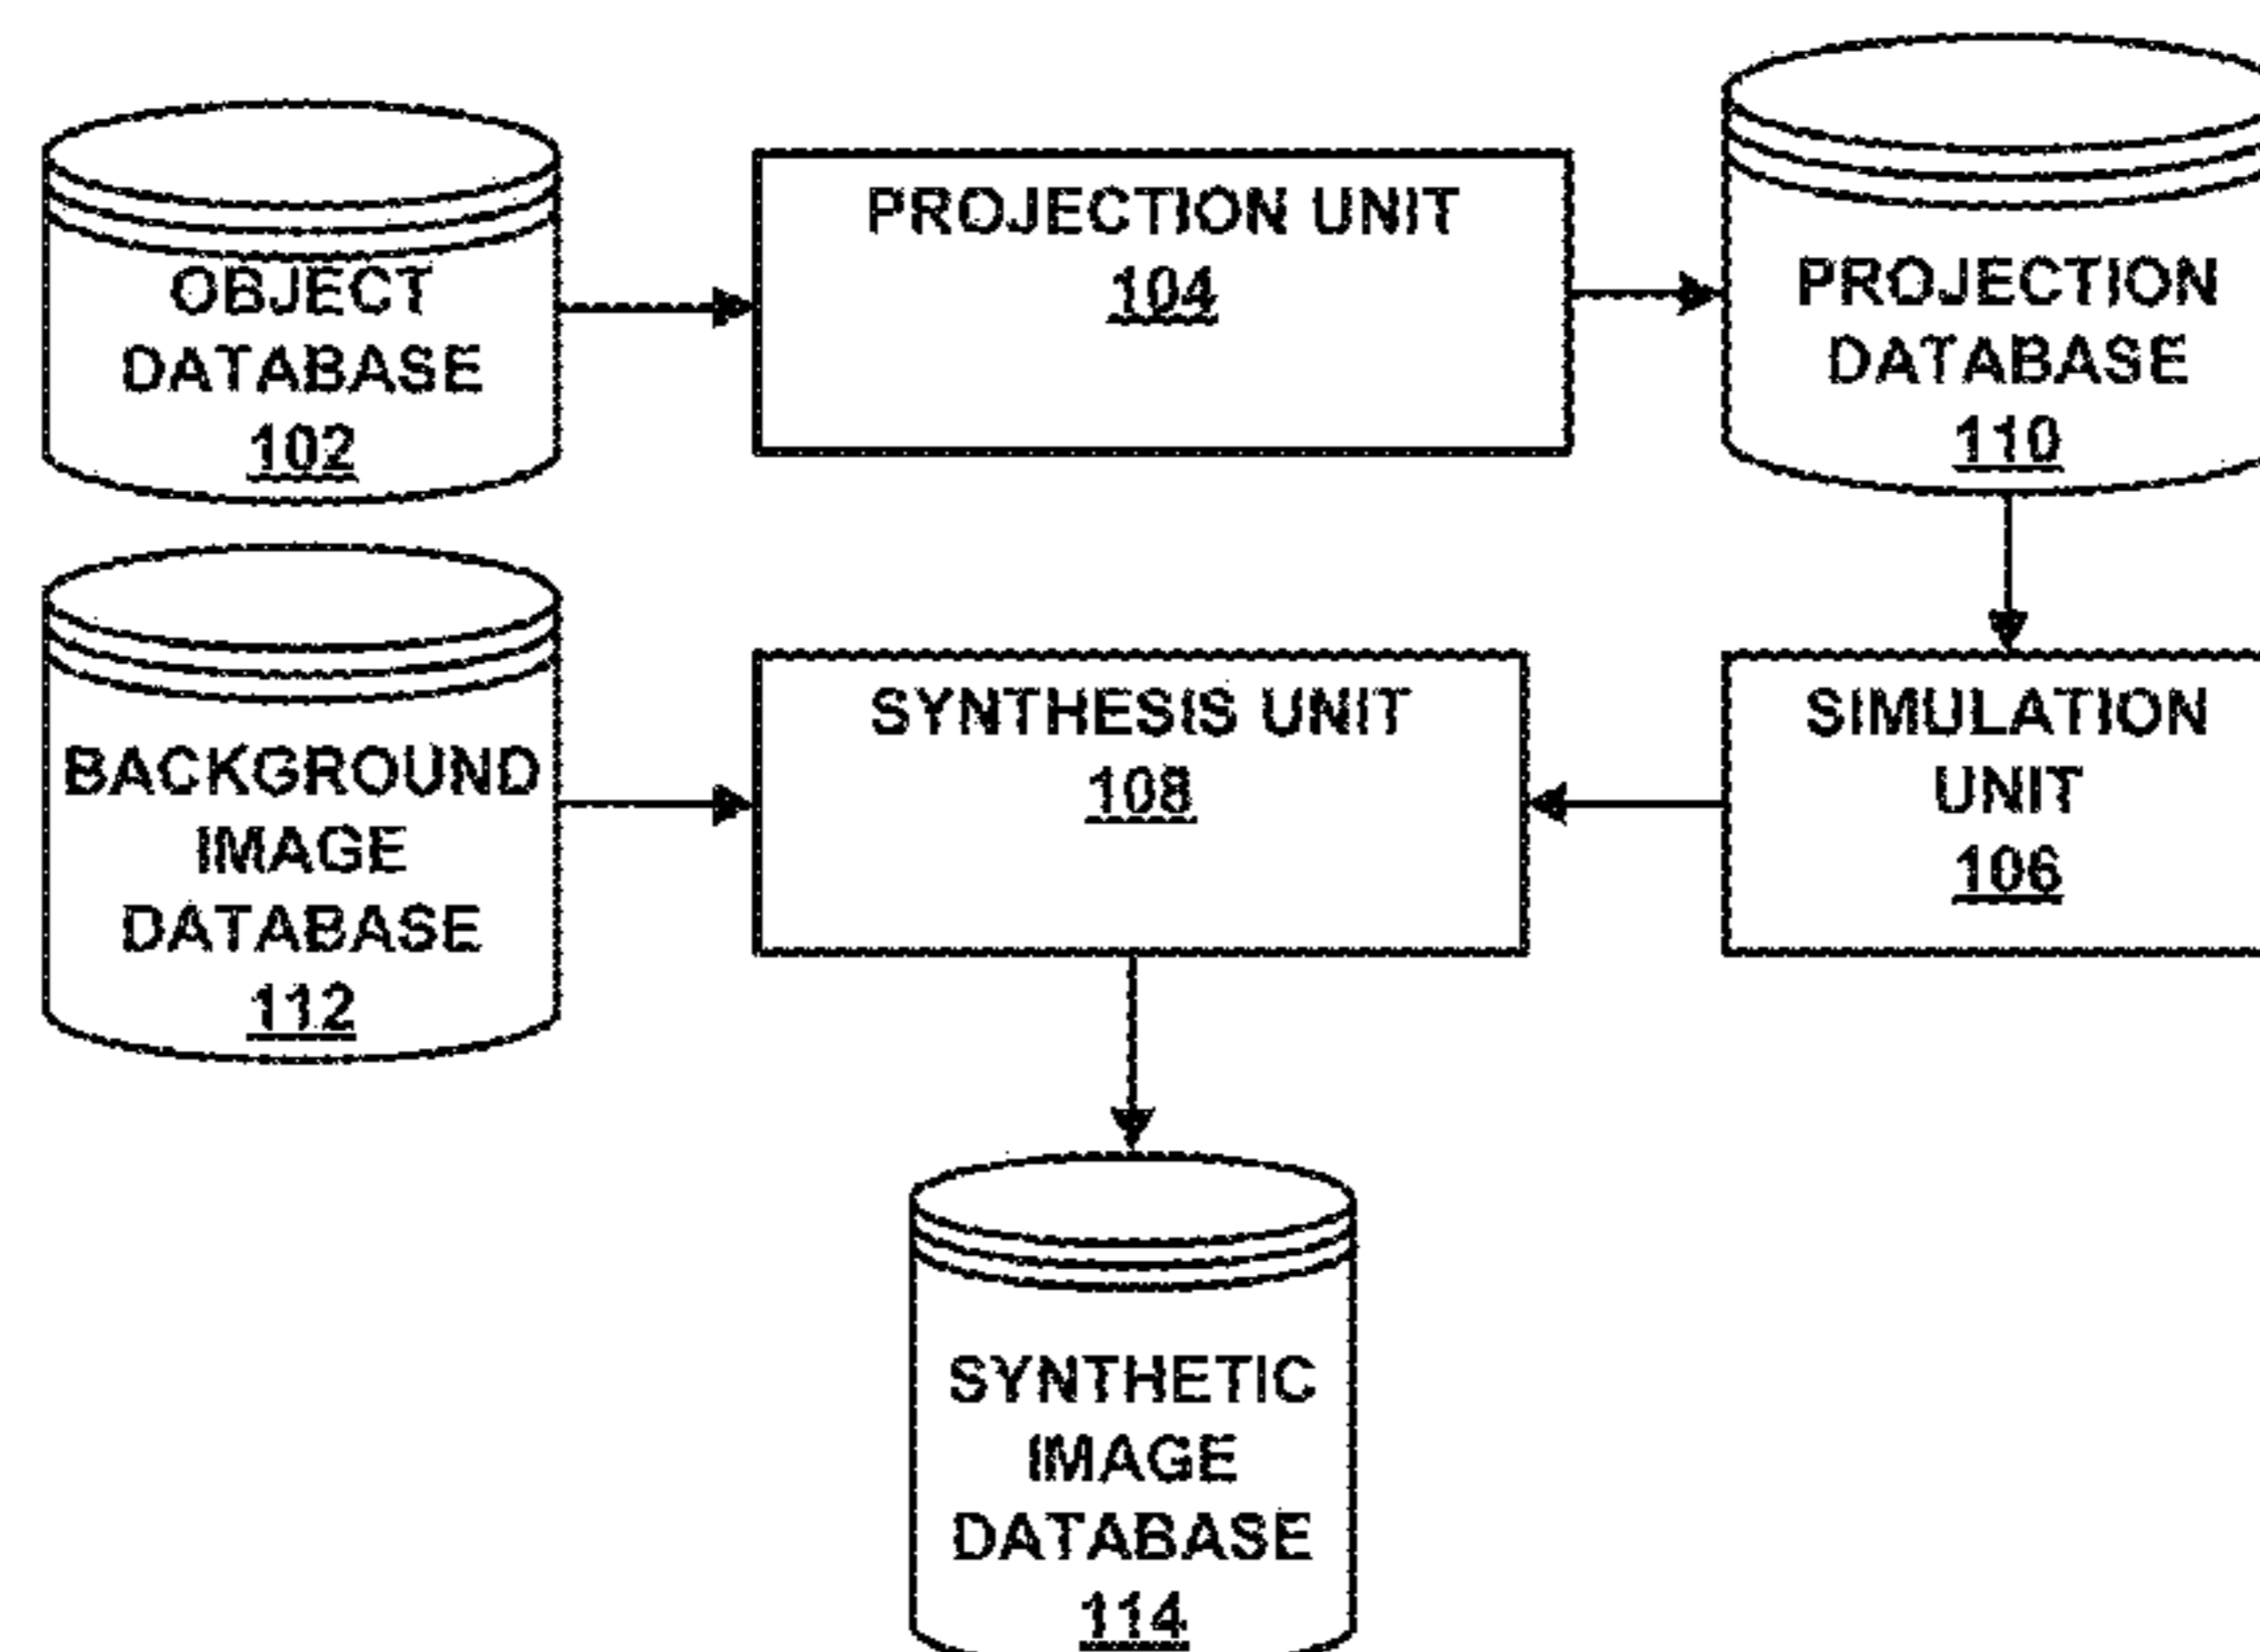 OBJECT
DATABASE
102
PROJECTION UNIT
104
PROJECTION
DATABASE
110
BACKGROUND
IMAGE
DATABASE
112
SYNTHESIS UNIT
108
SIMULATION
UNIT
106
SYNTHETIC
IMAGE
DATABASE
114